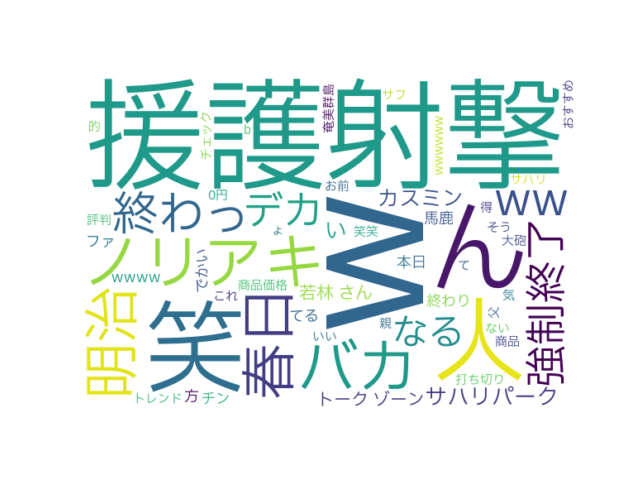 援護射撃
的
チェック
b
奄美群島
wwwwww
サフ
おすすめ
0円
お前
カスミン
サハリ
ww
評判
終わっ
デカ
馬鹿
得
ファ
ノリアキ
ょ
い
笑笑
w
ん
そう
大砲
wwww
でかい
本日
て
強制終了
明治
笑
これ
商品価格
若林 さん
終わり
人
気
父
春日
てる
いい
親
なる
ない
商品
バカ
打ち切り
トレンド
方
チン
トーク ゾーン
サハリパーク